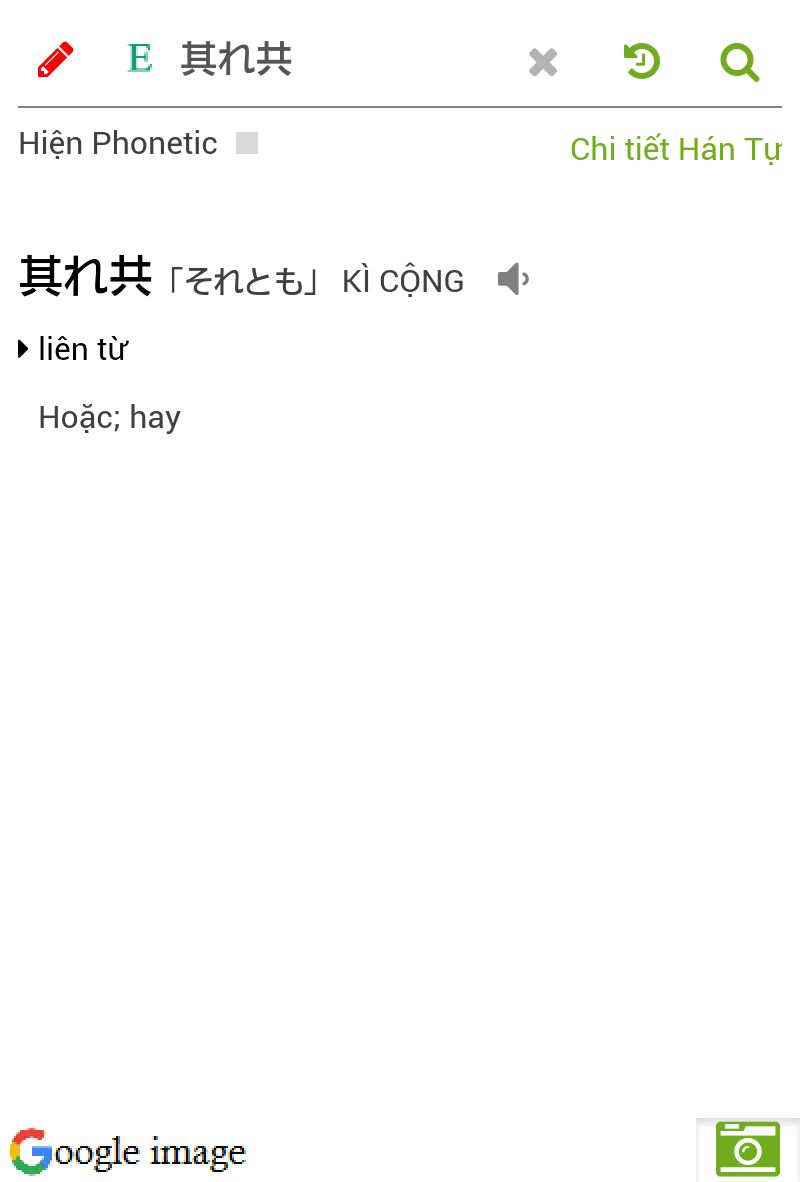 E 其れ共
Hiện Phonetic
Chi tiết Hán Tự
其れ共「それとも」 KÌ CỘNG
liên từ
Hoặc; hay
Google image